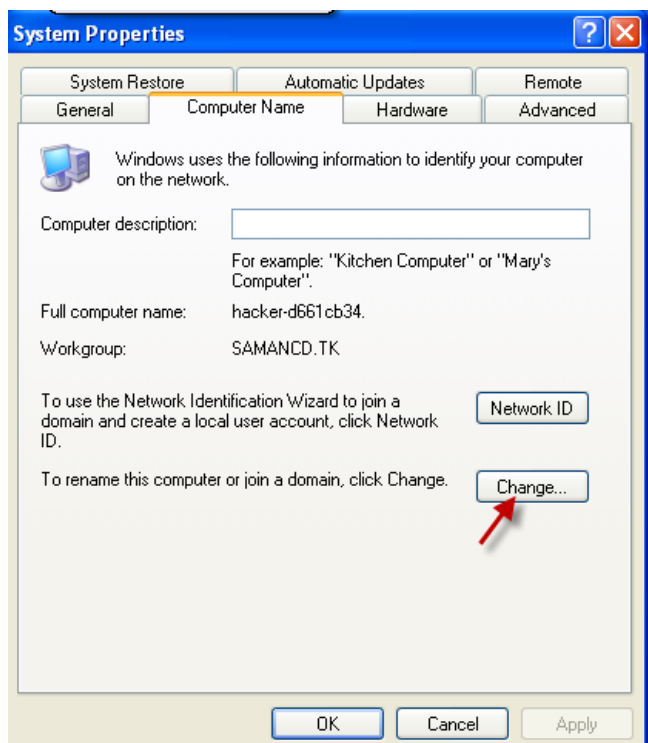 System Properties
?
System Restore Automatic Updates Remote
General Computer Name Hardware Advanced
Windows uses the following information to identify your computer
on the network.
Computer description:
For example: "Kitchen Computer" or "Mary's
Computer".
Full computer name: hacker-d661cb34.
Workgroup: SAMANCD.TK
To use the Network Identification Wizard to join a
domain and create a local user account, click Network
ID.
Network ID
To rename this computer or join a domain, click Change.
Change...
OK Cancel Apply